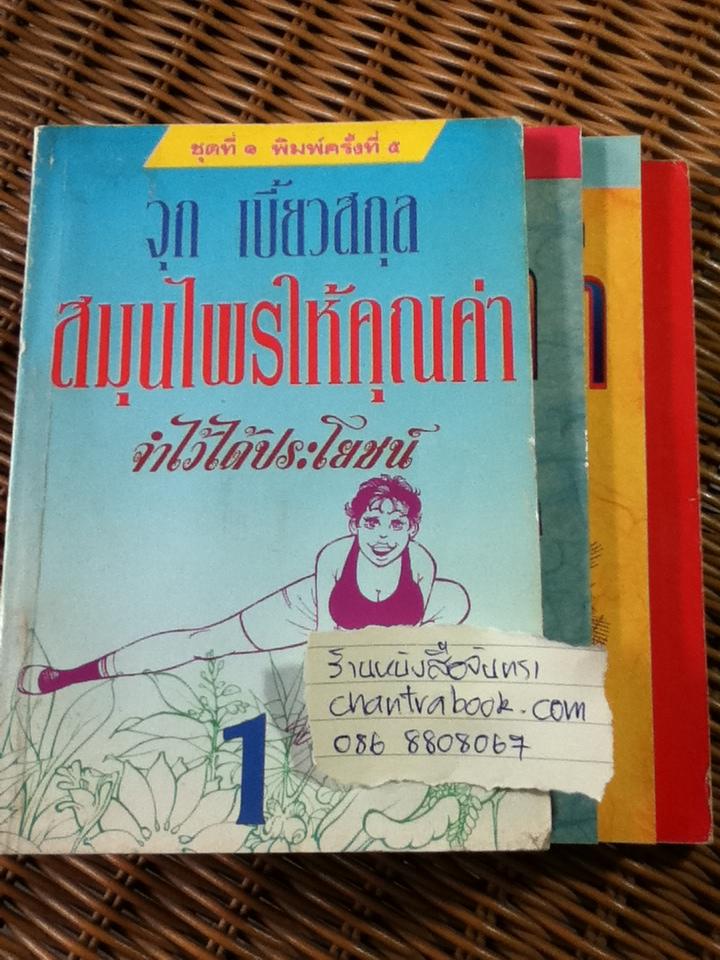 ชุดที่ ๑ พิมพ์ครั้งที่ ๕
จุก เบี้ยวสกุล
สมุนไพรให้คุณค่า
จำไว้ได้ประโยชน์
1
ร้านหนังสือจันทรา
chantrabook.com
086 8808067